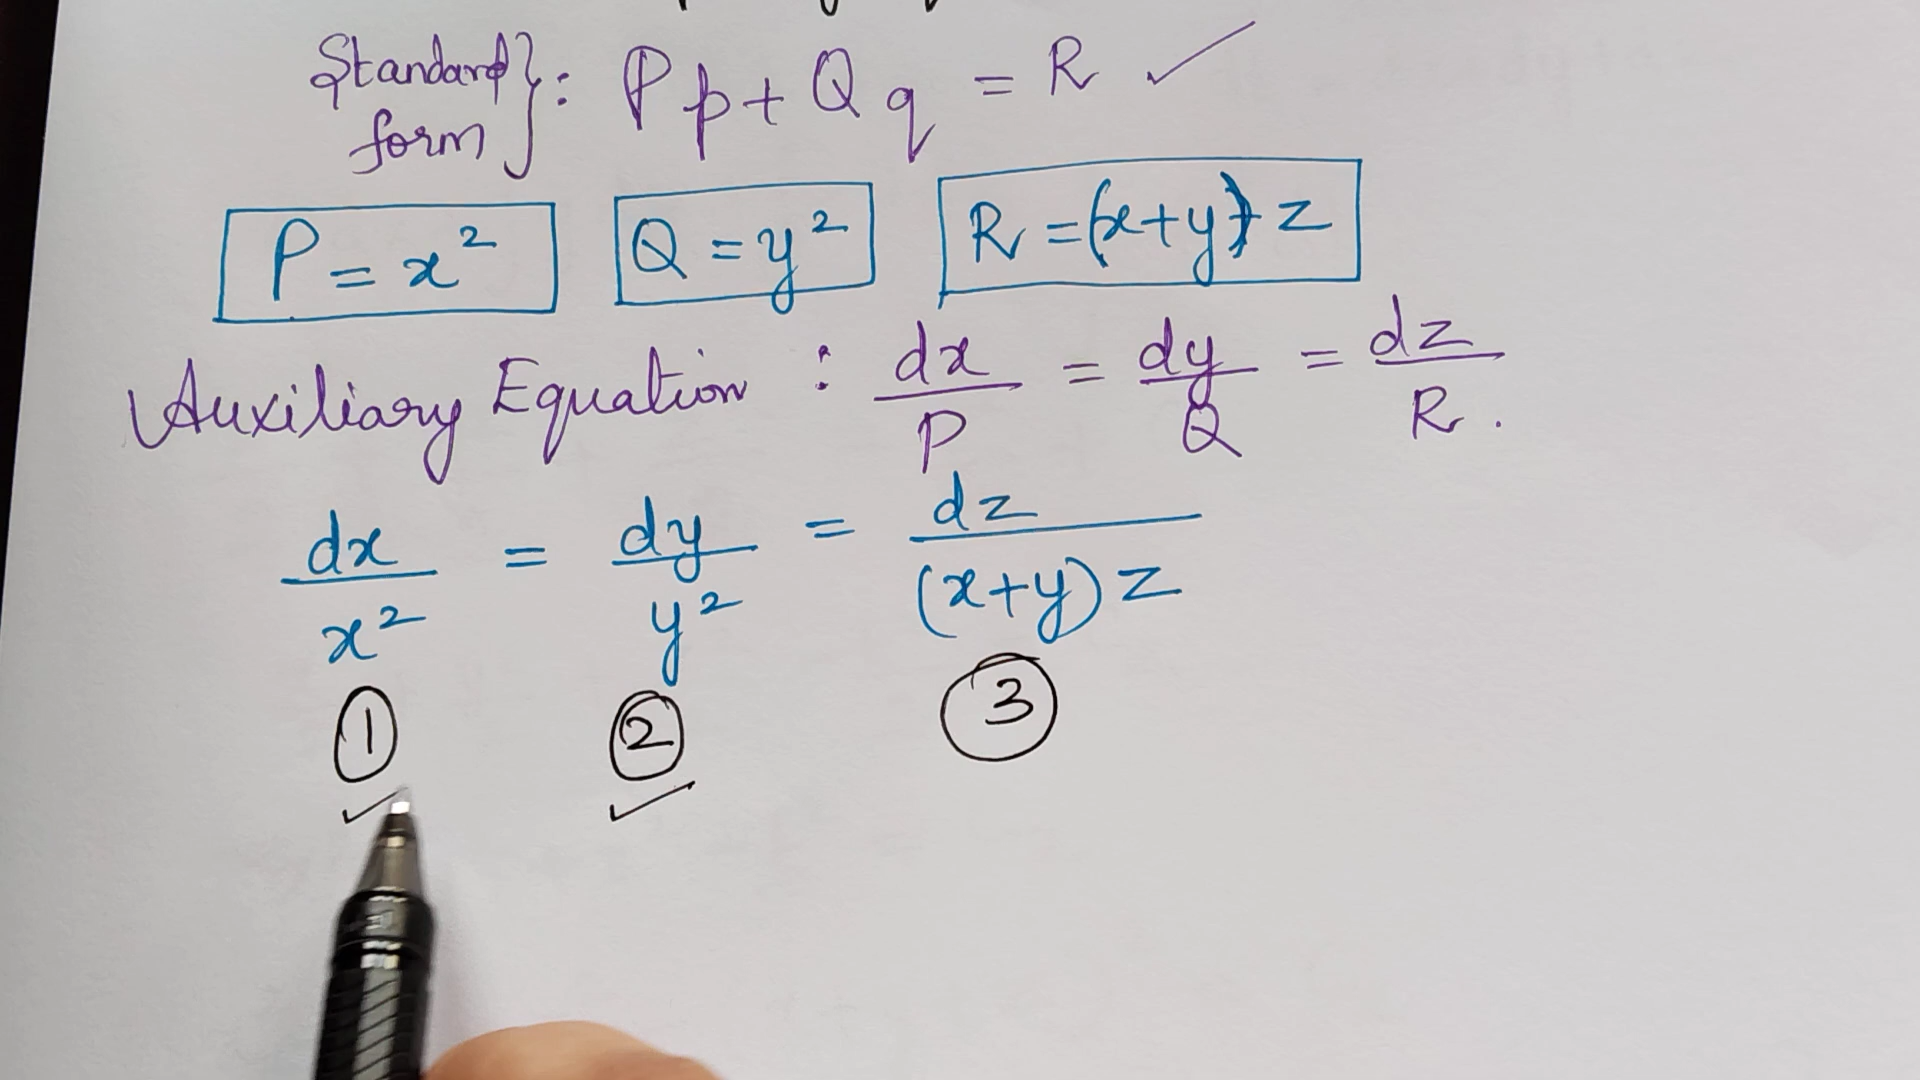 Standard form}: Pp + Qq = R ✓
P = x² Q = y² R = (x+y) z
Auxiliary Equation : dx/P = dy/Q = dz/R.
dx/x² = dy/y² = dz/(x+y)z
① ② ③
✓ ✓